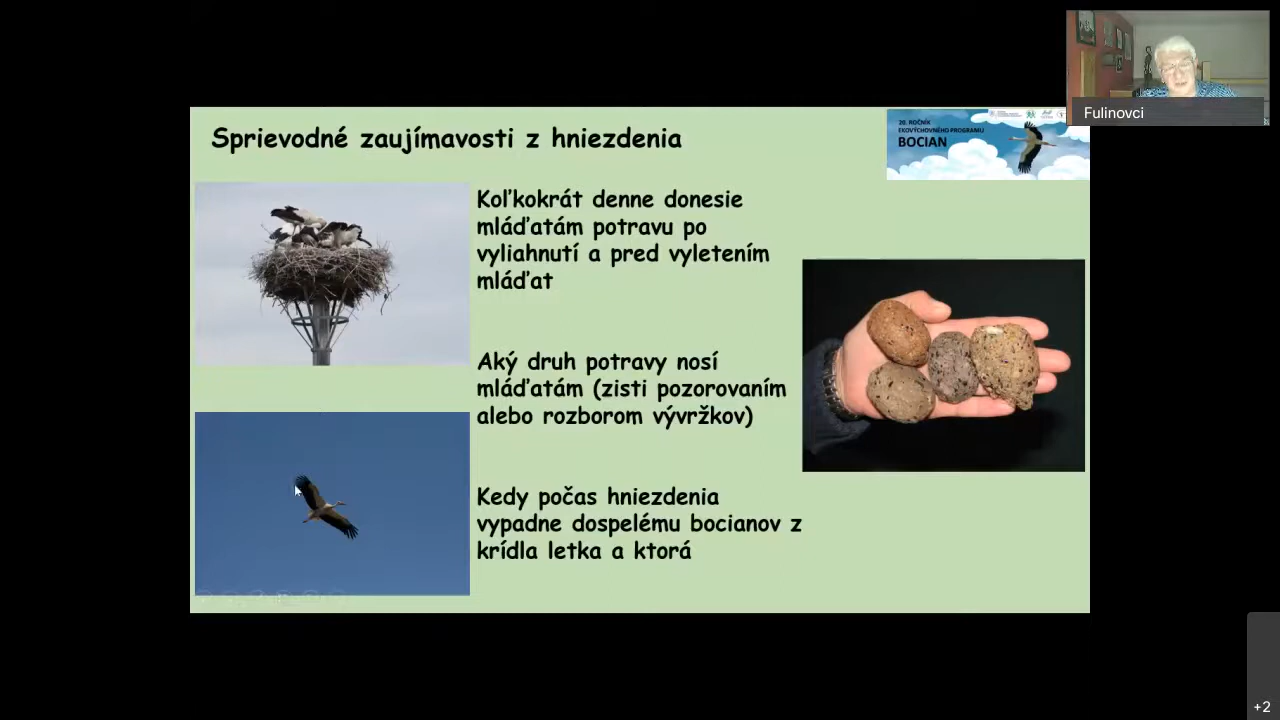 Sprievodné zaujímavosti z hniezdenia
20. ROČNÍK
EKOVÝCHOVNÉHO PROGRAMU
BOCIAN
Fulinovci
Koľkokrát denne donesie
mláďatám potravu po
vyliahnutí a pred vyletením
mláďat
Aký druh potravy nosí
mláďatám (zisti pozorovaním
alebo rozborom vývržkov)
Kedy počas hniezdenia
vypadne dospelému bocianov z
krídla letka a ktorá
+2